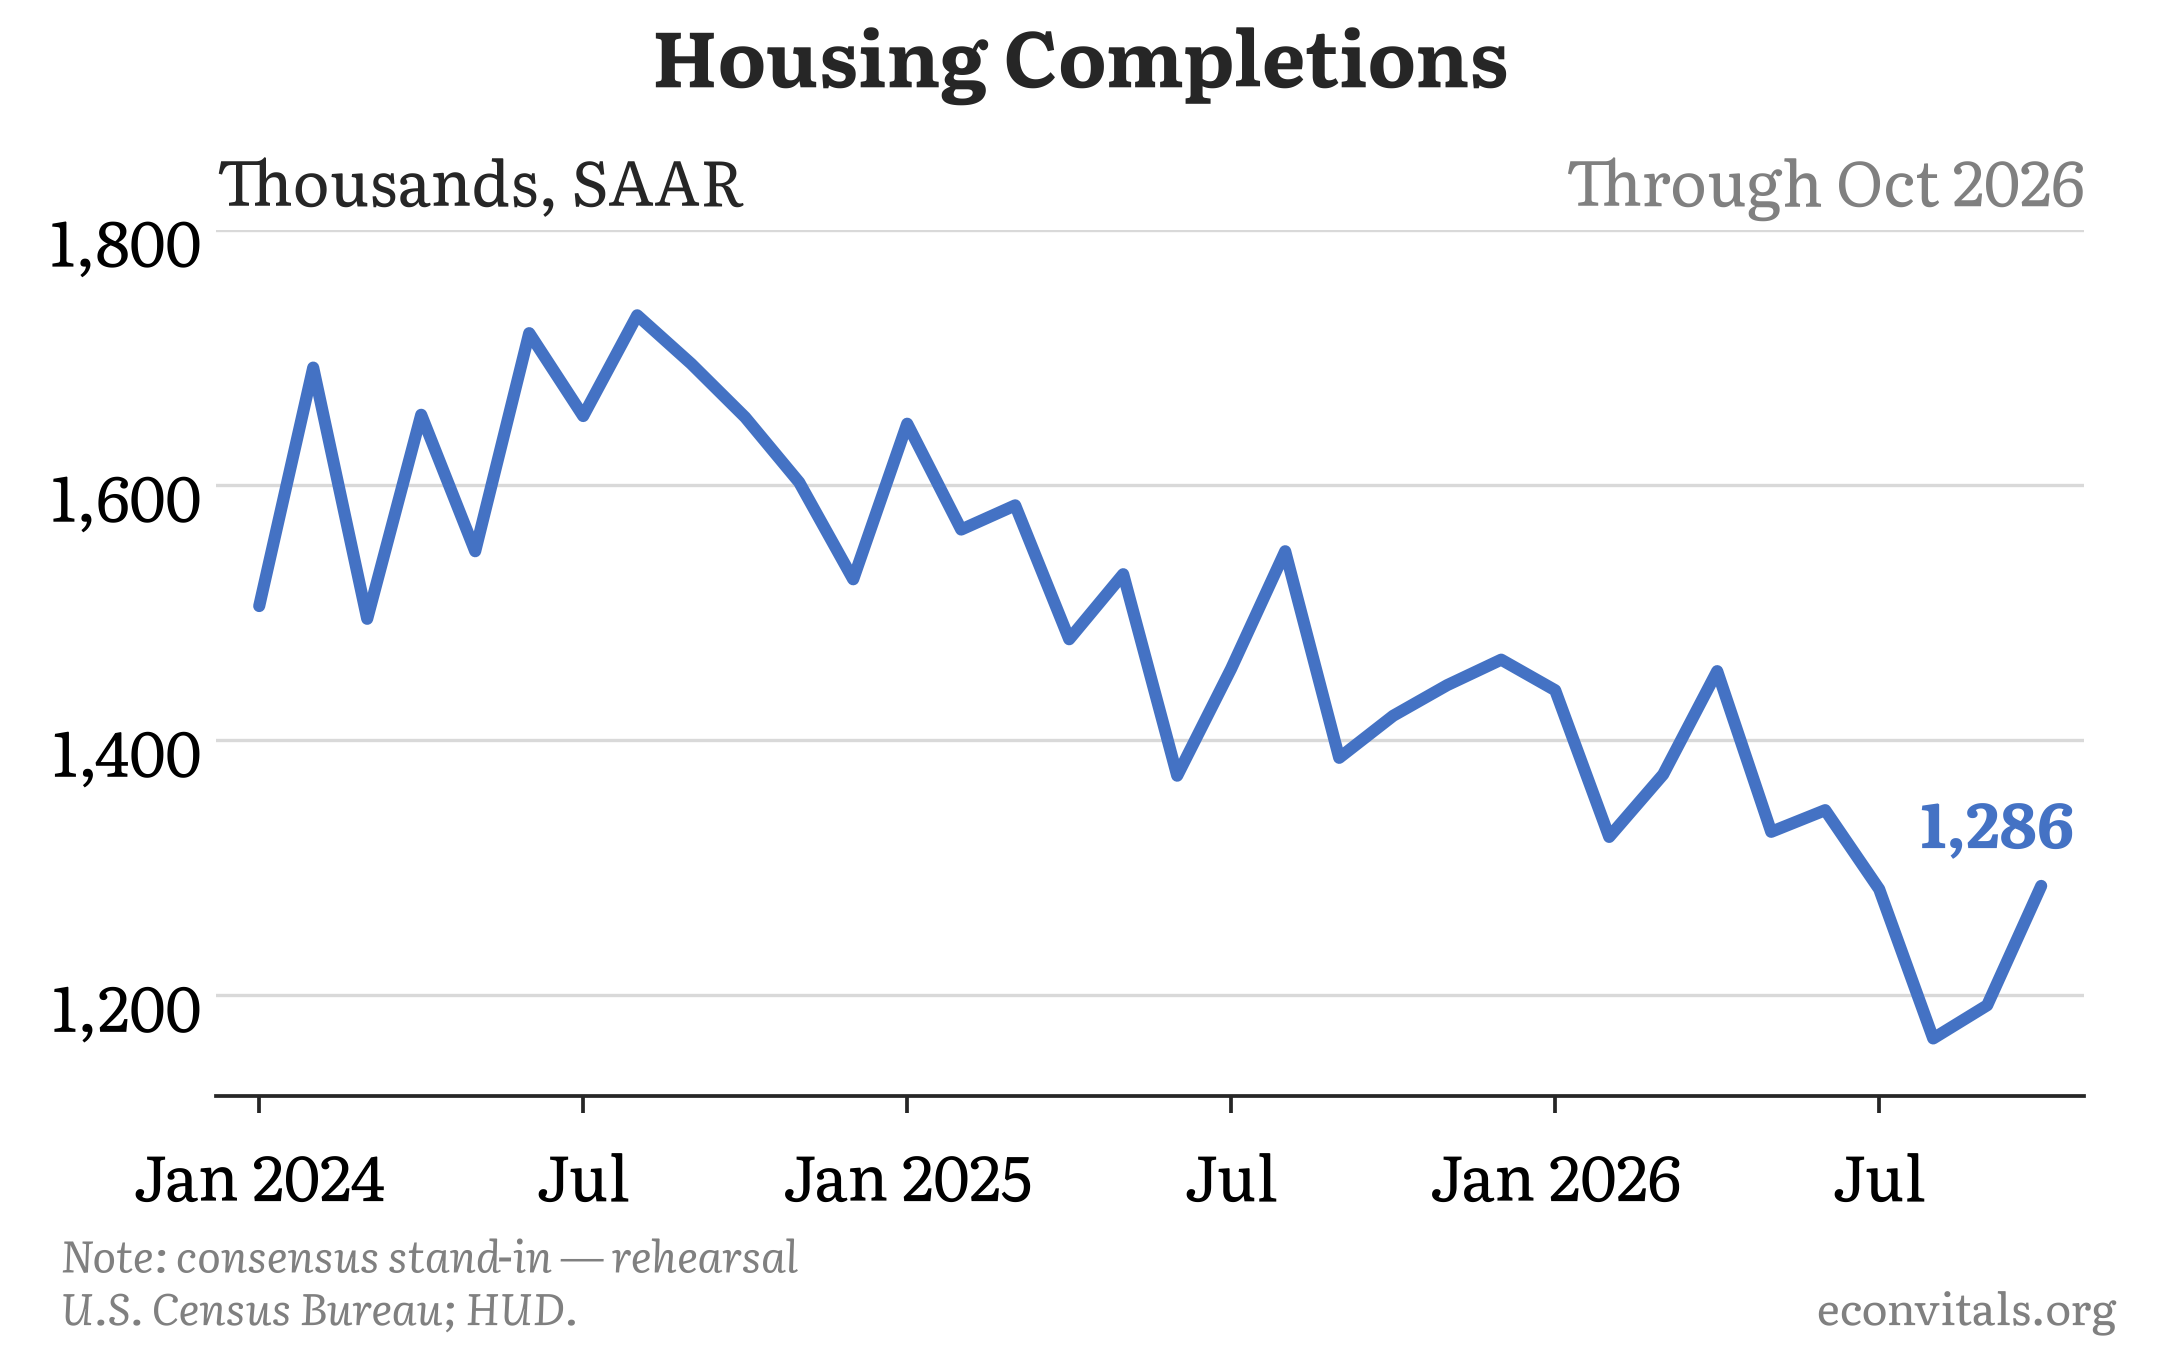 Housing Completions
Thousands, SAAR
Through Oct 2026
1,800
1,600
1,400
1,286
1,200
Jan 2024 Jul Jan 2025 Jul Jan 2026 Jul
Note: consensus stand-in — rehearsal
U.S. Census Bureau; HUD.
econvitals.org